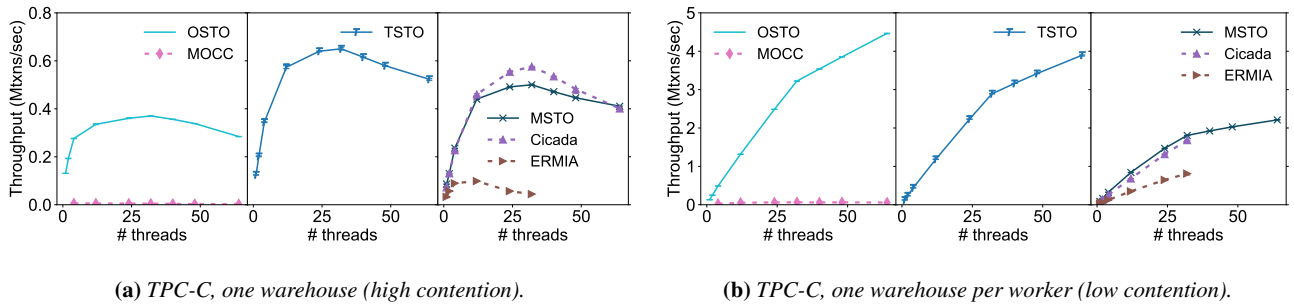 Throughput (Mtxns/sec)
0.8
0.6
0.4
0.2
0.0
OSTO
MOCC
TSTO
MSTO
Cicada
ERMIA
0
50
# threads
0
25
50
# threads
0
25
50
# threads
(a) TPC-C, one warehouse (high contention).
Throughput (Mtxns/sec)
5
4
3
2
1
0
OSTO
MOCC
TSTO
MSTO
Cicada
ERMIA
0
50
# threads
0
25
50
# threads
0
25
50
# threads
(b) TPC-C, one warehouse per worker (low contention).